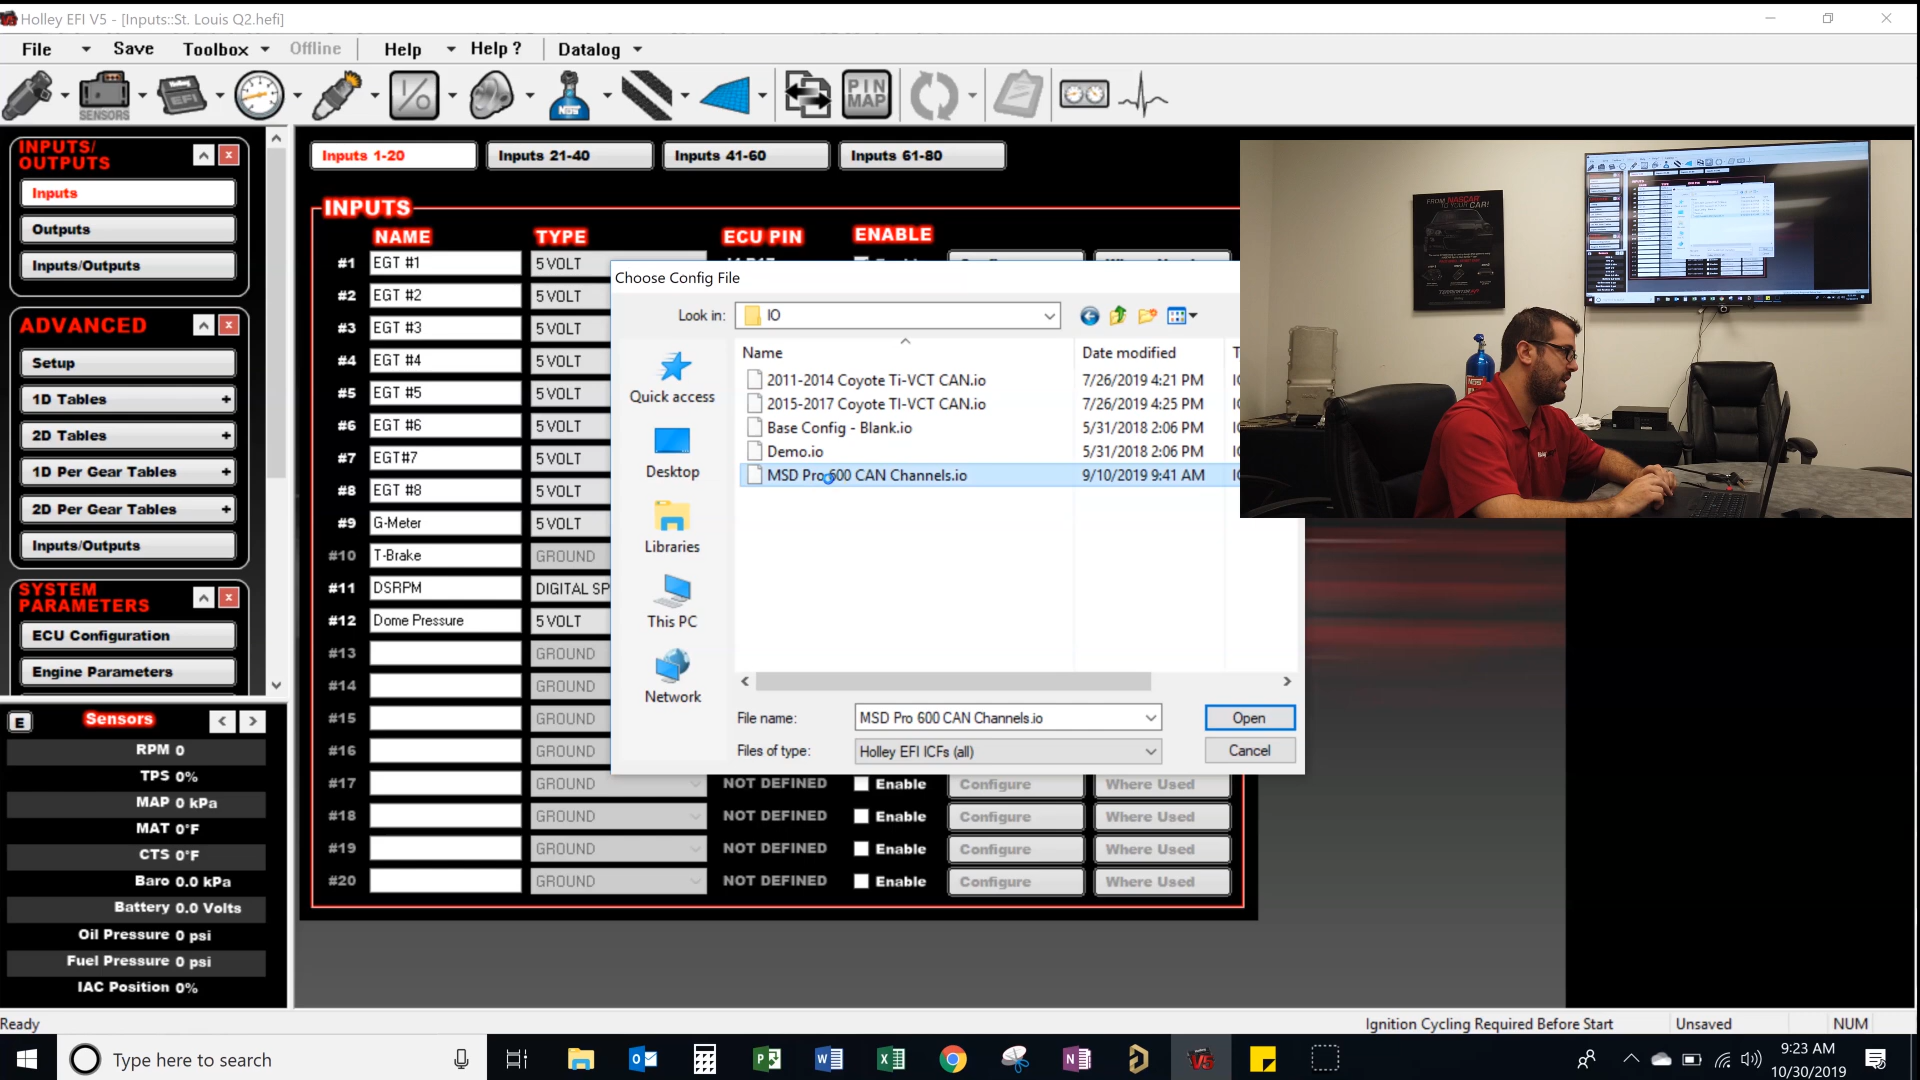 Holley EFI V5 - [Inputs::St. Louis Q2.hefi]
File Save Toolbox Offline Help Help ? Datalog
SENSORS EFI NOS PIN MAP
INPUTS/
OUTPUTS
Inputs
Outputs
Inputs/Outputs
ADVANCED
Setup
1D Tables +
2D Tables +
1D Per Gear Tables +
2D Per Gear Tables +
Inputs/Outputs
SYSTEM
PARAMETERS
ECU Configuration
Engine Parameters
E Sensors < >
RPM 0
TPS 0%
MAP 0 kPa
MAT 0°F
CTS 0°F
Baro 0.0 kPa
Battery 0.0 Volts
Oil Pressure 0 psi
Fuel Pressure 0 psi
IAC Position 0%
Inputs 1-20 Inputs 21-40 Inputs 41-60 Inputs 61-80
INPUTS
NAME TYPE ECU PIN ENABLE
#1 EGT #1 5 VOLT
#2 EGT #2 5 VOLT
#3 EGT #3 5 VOLT
#4 EGT #4 5 VOLT
#5 EGT #5 5 VOLT
#6 EGT #6 5 VOLT
#7 EGT#7 5 VOLT
#8 EGT #8 5 VOLT
#9 G-Meter 5 VOLT
#10 T-Brake GROUND
#11 DSRPM DIGITAL SP
#12 Dome Pressure 5 VOLT
#13 GROUND
#14 GROUND
#15 GROUND
#16 GROUND
#17 GROUND NOT DEFINED Enable Configure Where Used
#18 GROUND NOT DEFINED Enable Configure Where Used
#19 GROUND NOT DEFINED Enable Configure Where Used
#20 GROUND NOT DEFINED Enable Configure Where Used
Choose Config File
Look in: IO
Quick access
Desktop
Libraries
This PC
Network
Name Date modified
2011-2014 Coyote Ti-VCT CAN.io 7/26/2019 4:21 PM
2015-2017 Coyote TI-VCT CAN.io 7/26/2019 4:25 PM
Base Config - Blank.io 5/31/2018 2:06 PM
Demo.io 5/31/2018 2:06 PM
MSD Pro 600 CAN Channels.io 9/10/2019 9:41 AM
File name: MSD Pro 600 CAN Channels.io Open
Files of type: Holley EFI ICFs (all) Cancel
FROM NASCAR
TO YOUR CAR!
Ready Ignition Cycling Required Before Start Unsaved NUM
Type here to search
9:23 AM
10/30/2019